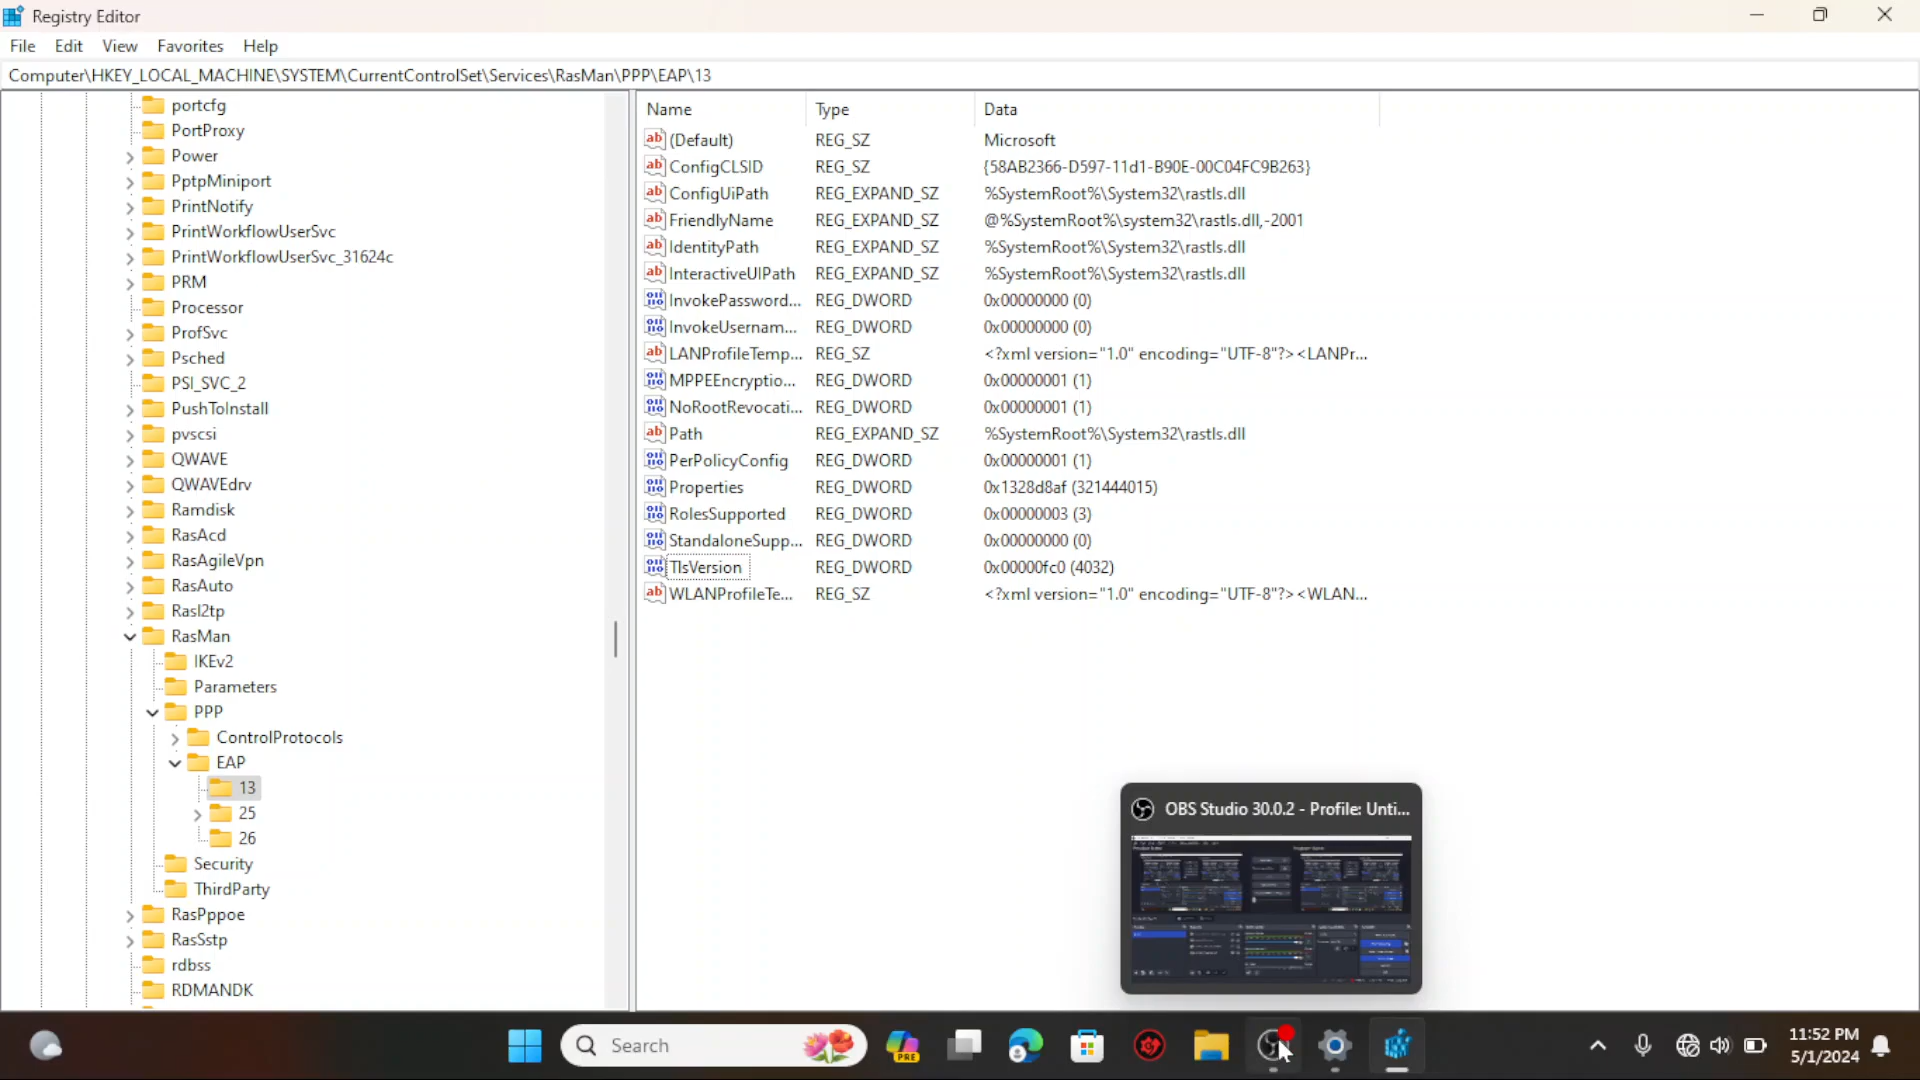 Registry Editor
File Edit View Favorites Help
Computer\HKEY_LOCAL_MACHINE\SYSTEM\CurrentControlSet\Services\RasMan\PPP\EAP\13
portcfg
PortProxy
Power
PptpMiniport
PrintNotify
PrintWorkflowUserSvc
PrintWorkflowUserSvc_31624c
PRM
Processor
ProfSvc
Psched
PSI_SVC_2
PushToInstall
pvscsi
QWAVE
QWAVEdrv
Ramdisk
RasAcd
RasAgileVpn
RasAuto
Rasl2tp
RasMan
IKEv2
Parameters
PPP
ControlProtocols
EAP
13
25
26
Security
ThirdParty
RasPppoe
RasSstp
rdbss
RDMANDK
Name Type Data
(Default) REG_SZ Microsoft
ConfigCLSID REG_SZ {58AB2366-D597-11d1-B90E-00C04FC9B263}
ConfigUiPath REG_EXPAND_SZ %SystemRoot%\System32\rastls.dll
FriendlyName REG_EXPAND_SZ @%SystemRoot%\system32\rastls.dll,-2001
IdentityPath REG_EXPAND_SZ %SystemRoot%\System32\rastls.dll
InteractiveUIPath REG_EXPAND_SZ %SystemRoot%\System32\rastls.dll
InvokePassword... REG_DWORD 0x00000000 (0)
InvokeUsernam... REG_DWORD 0x00000000 (0)
LANProfileTemp... REG_SZ <?xml version="1.0" encoding="UTF-8"?><LANPr...
MPPEEncryptio... REG_DWORD 0x00000001 (1)
NoRootRevocati... REG_DWORD 0x00000001 (1)
Path REG_EXPAND_SZ %SystemRoot%\System32\rastls.dll
PerPolicyConfig REG_DWORD 0x00000001 (1)
Properties REG_DWORD 0x1328d8af (321444015)
RolesSupported REG_DWORD 0x00000003 (3)
StandaloneSupp... REG_DWORD 0x00000000 (0)
TlsVersion REG_DWORD 0x00000fc0 (4032)
WLANProfileTe... REG_SZ <?xml version="1.0" encoding="UTF-8"?><WLAN...
OBS Studio 30.0.2 - Profile: Unti...
Search
PRE
11:52 PM
5/1/2024